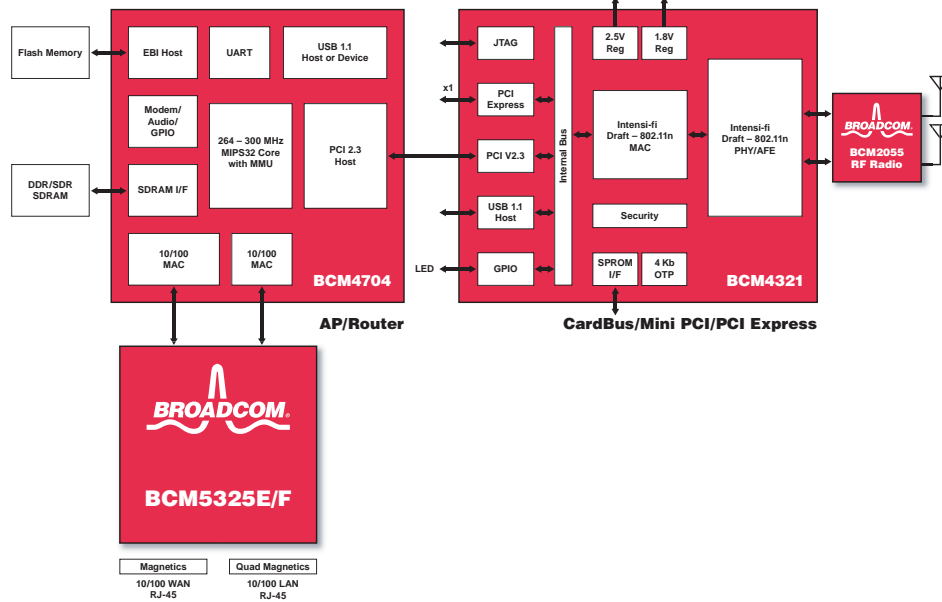 Flash Memory
EBI Host
UART
USB 1.1
Host or Device
Modem/
Audio/
GPIO
264 – 300 MHz
MIPS32 Core
with MMU
PCI 2.3
Host
DDR/SDR
SDRAM
SDRAM I/F
10/100
MAC
10/100
MAC
BCM4704
AP/Router
JTAG
x1
PCI
Express
PCI V2.3
USB 1.1
Host
LED
GPIO
Internal Bus
2.5V
Reg
1.8V
Reg
Intensi-fi
Draft – 802.11n
MAC
Intensi-fi
Draft – 802.11n
PHY/AFE
Security
SPROM
I/F
4 Kb
OTP
BCM4321
CardBus/Mini PCI/PCI Express
BROADCOM.
BCM2055
RF Radio
BROADCOM®
BCM5325E/F
Magnetics
10/100 WAN
RJ-45
Quad Magnetics
10/100 LAN
RJ-45